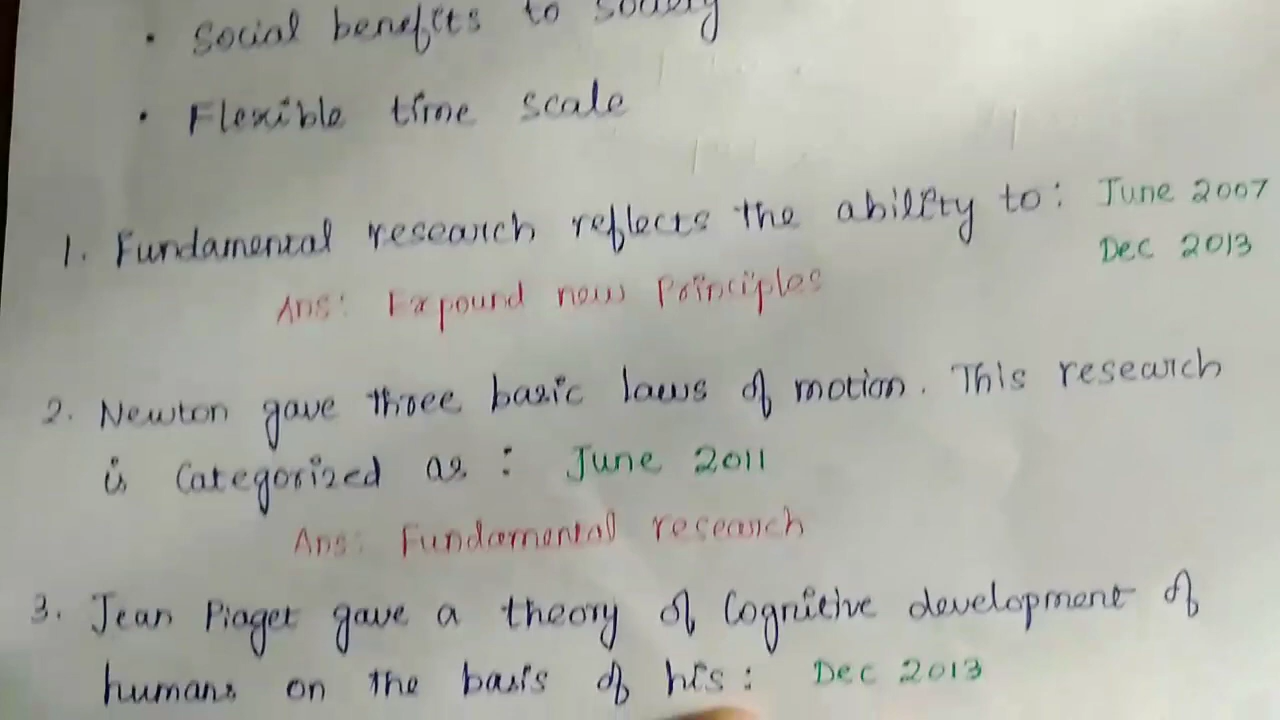 • Social benefits to society
• Flexible time scale
1. Fundamental research reflects the ability to: June 2007
Dec 2013
Ans: Expound new Principles
2. Newton gave three basic laws of motion. This research
is Categorized as : June 2011
Ans: Fundamental research
3. Jean Piaget gave a theory of Cognitive development of
humans on the basis of his : Dec 2013